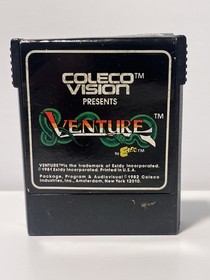 COLECO™
VISION
PRESENTS
VENTURE™
by Exidy™
VENTURE™ is the trademark of Exidy Incorporated.
© 1981 Exidy Incorporated. Printed in U.S.A.
Package, Program & Audiovisual © 1982 Coleco
Industries, Inc., Amsterdam, New York 12010.